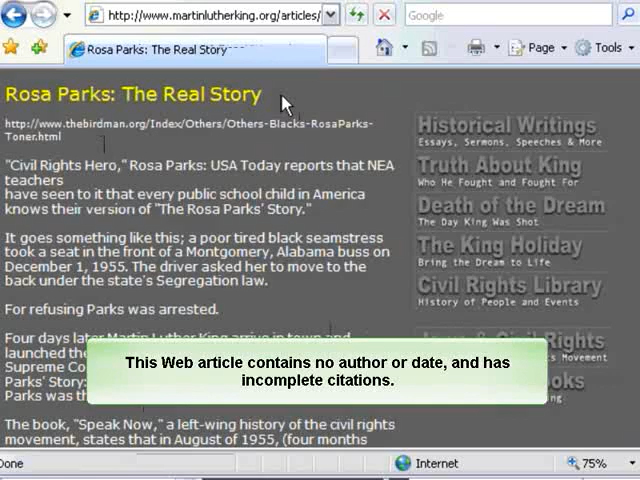 http://www.martinlutherking.org/articles/
Google
Rosa Parks: The Real Story
Page
Tools
Rosa Parks: The Real Story
http://www.thebirdman.org/Index/Others/Others-Blacks-RosaParks-
Toner.html
"Civil Rights Hero," Rosa Parks: USA Today reports that NEA
teachers
have seen to it that every public school child in America
knows their version of "The Rosa Parks' Story."
It goes something like this; a poor tired black seamstress
took a seat in the front of a Montgomery, Alabama buss on
December 1, 1955. The driver asked her to move to the
back under the state's Segregation law.
For refusing Parks was arrested.
Four days later Martin Luther King arrive in town and
launched the
Supreme Co
Parks' Story:
Parks was th
The book, "Speak Now," a left-wing history of the civil rights
movement, states that in August of 1955, (four months
Historical Writings
Essays, Sermons, Speeches & More
Truth About King
Who He Fought and Fought For
Death of the Dream
The Day King Was Shot
The King Holiday
Bring the Dream to Life
Civil Rights Library
History of People and Events
Jews & Civil Rights
s Movement
ooks
ng
This Web article contains no author or date, and has
incomplete citations.
Done
Internet
75%